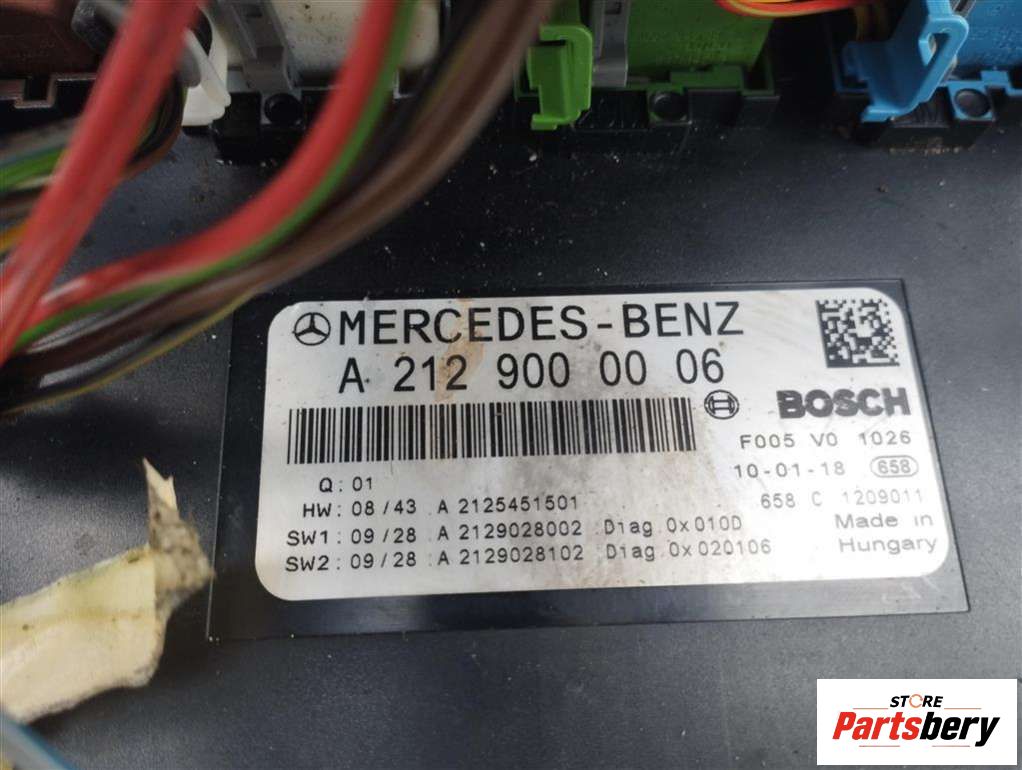 MERCEDES-BENZ
A 212 900 00 06
BOSCH
F005 V0 1026
10-01-18 658
Q: 01
658 C 1209011
HW: 08/43 A 2125451501
Made in
SW1: 09/28 A 2129028002 Diag 0x010D
Hungary
SW2: 09/28 A 2129028102 Diag 0x020106
STORE
Partsbery